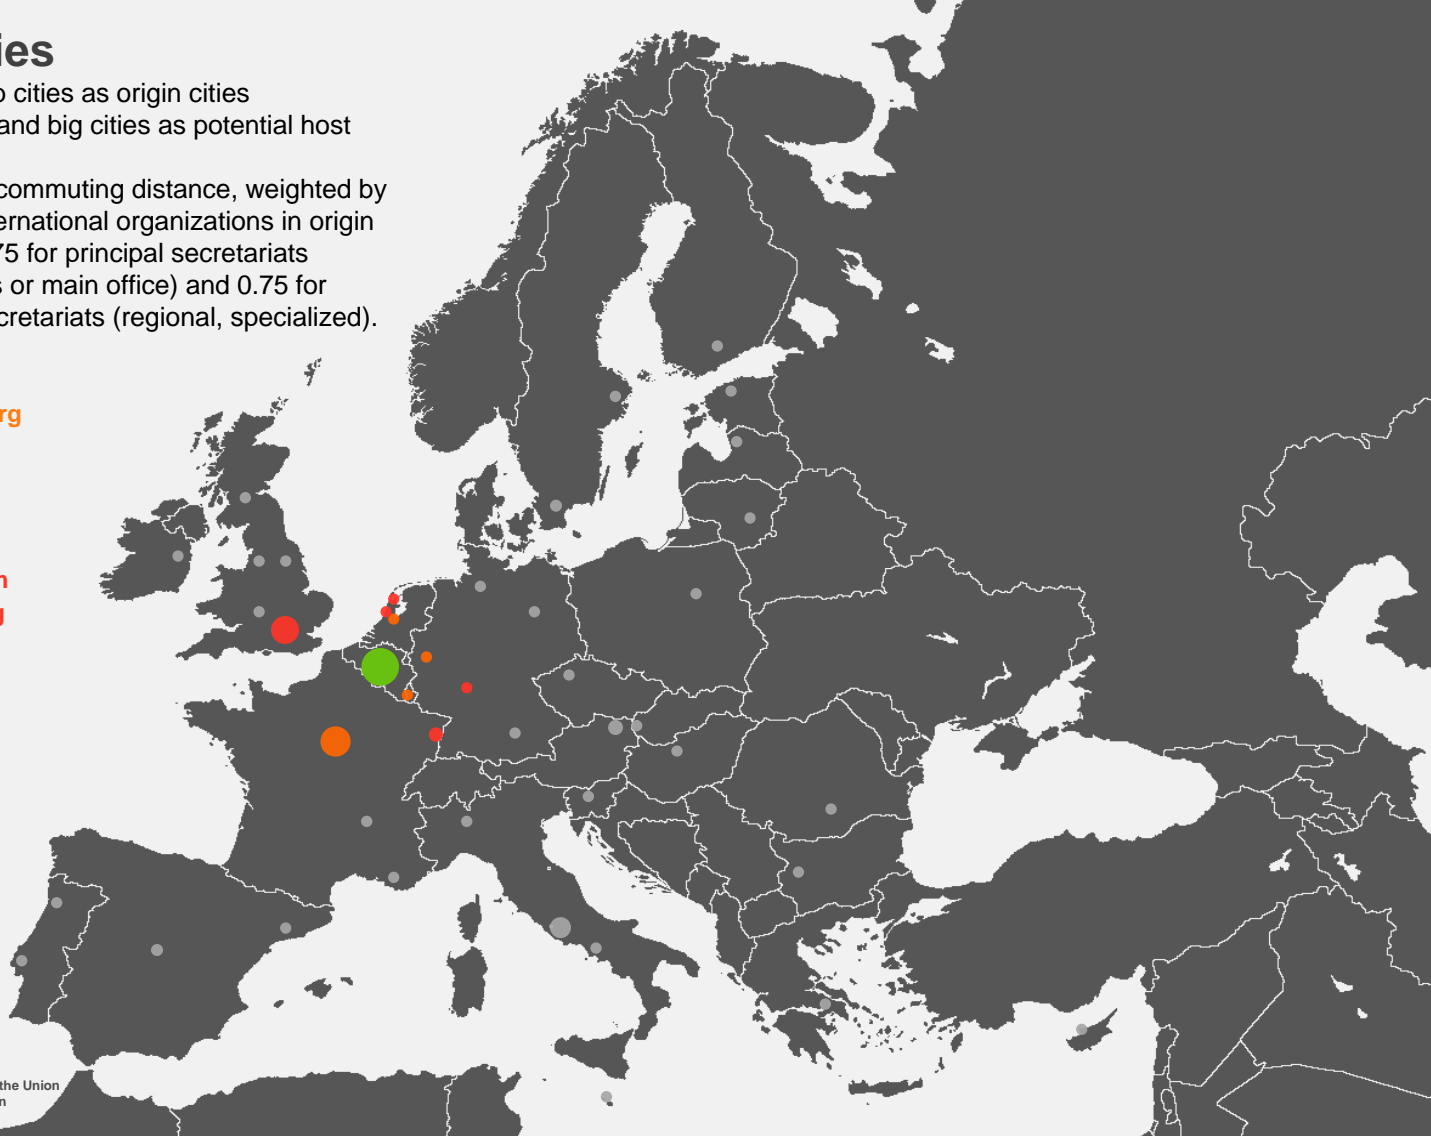 ies
o cities as origin cities
and big cities as potential host
commuting distance, weighted by
ernational organizations in origin
75 for principal secretariats
s or main office) and 0.75 for
cretariats (regional, specialized).
rg
n
g
the Union
n